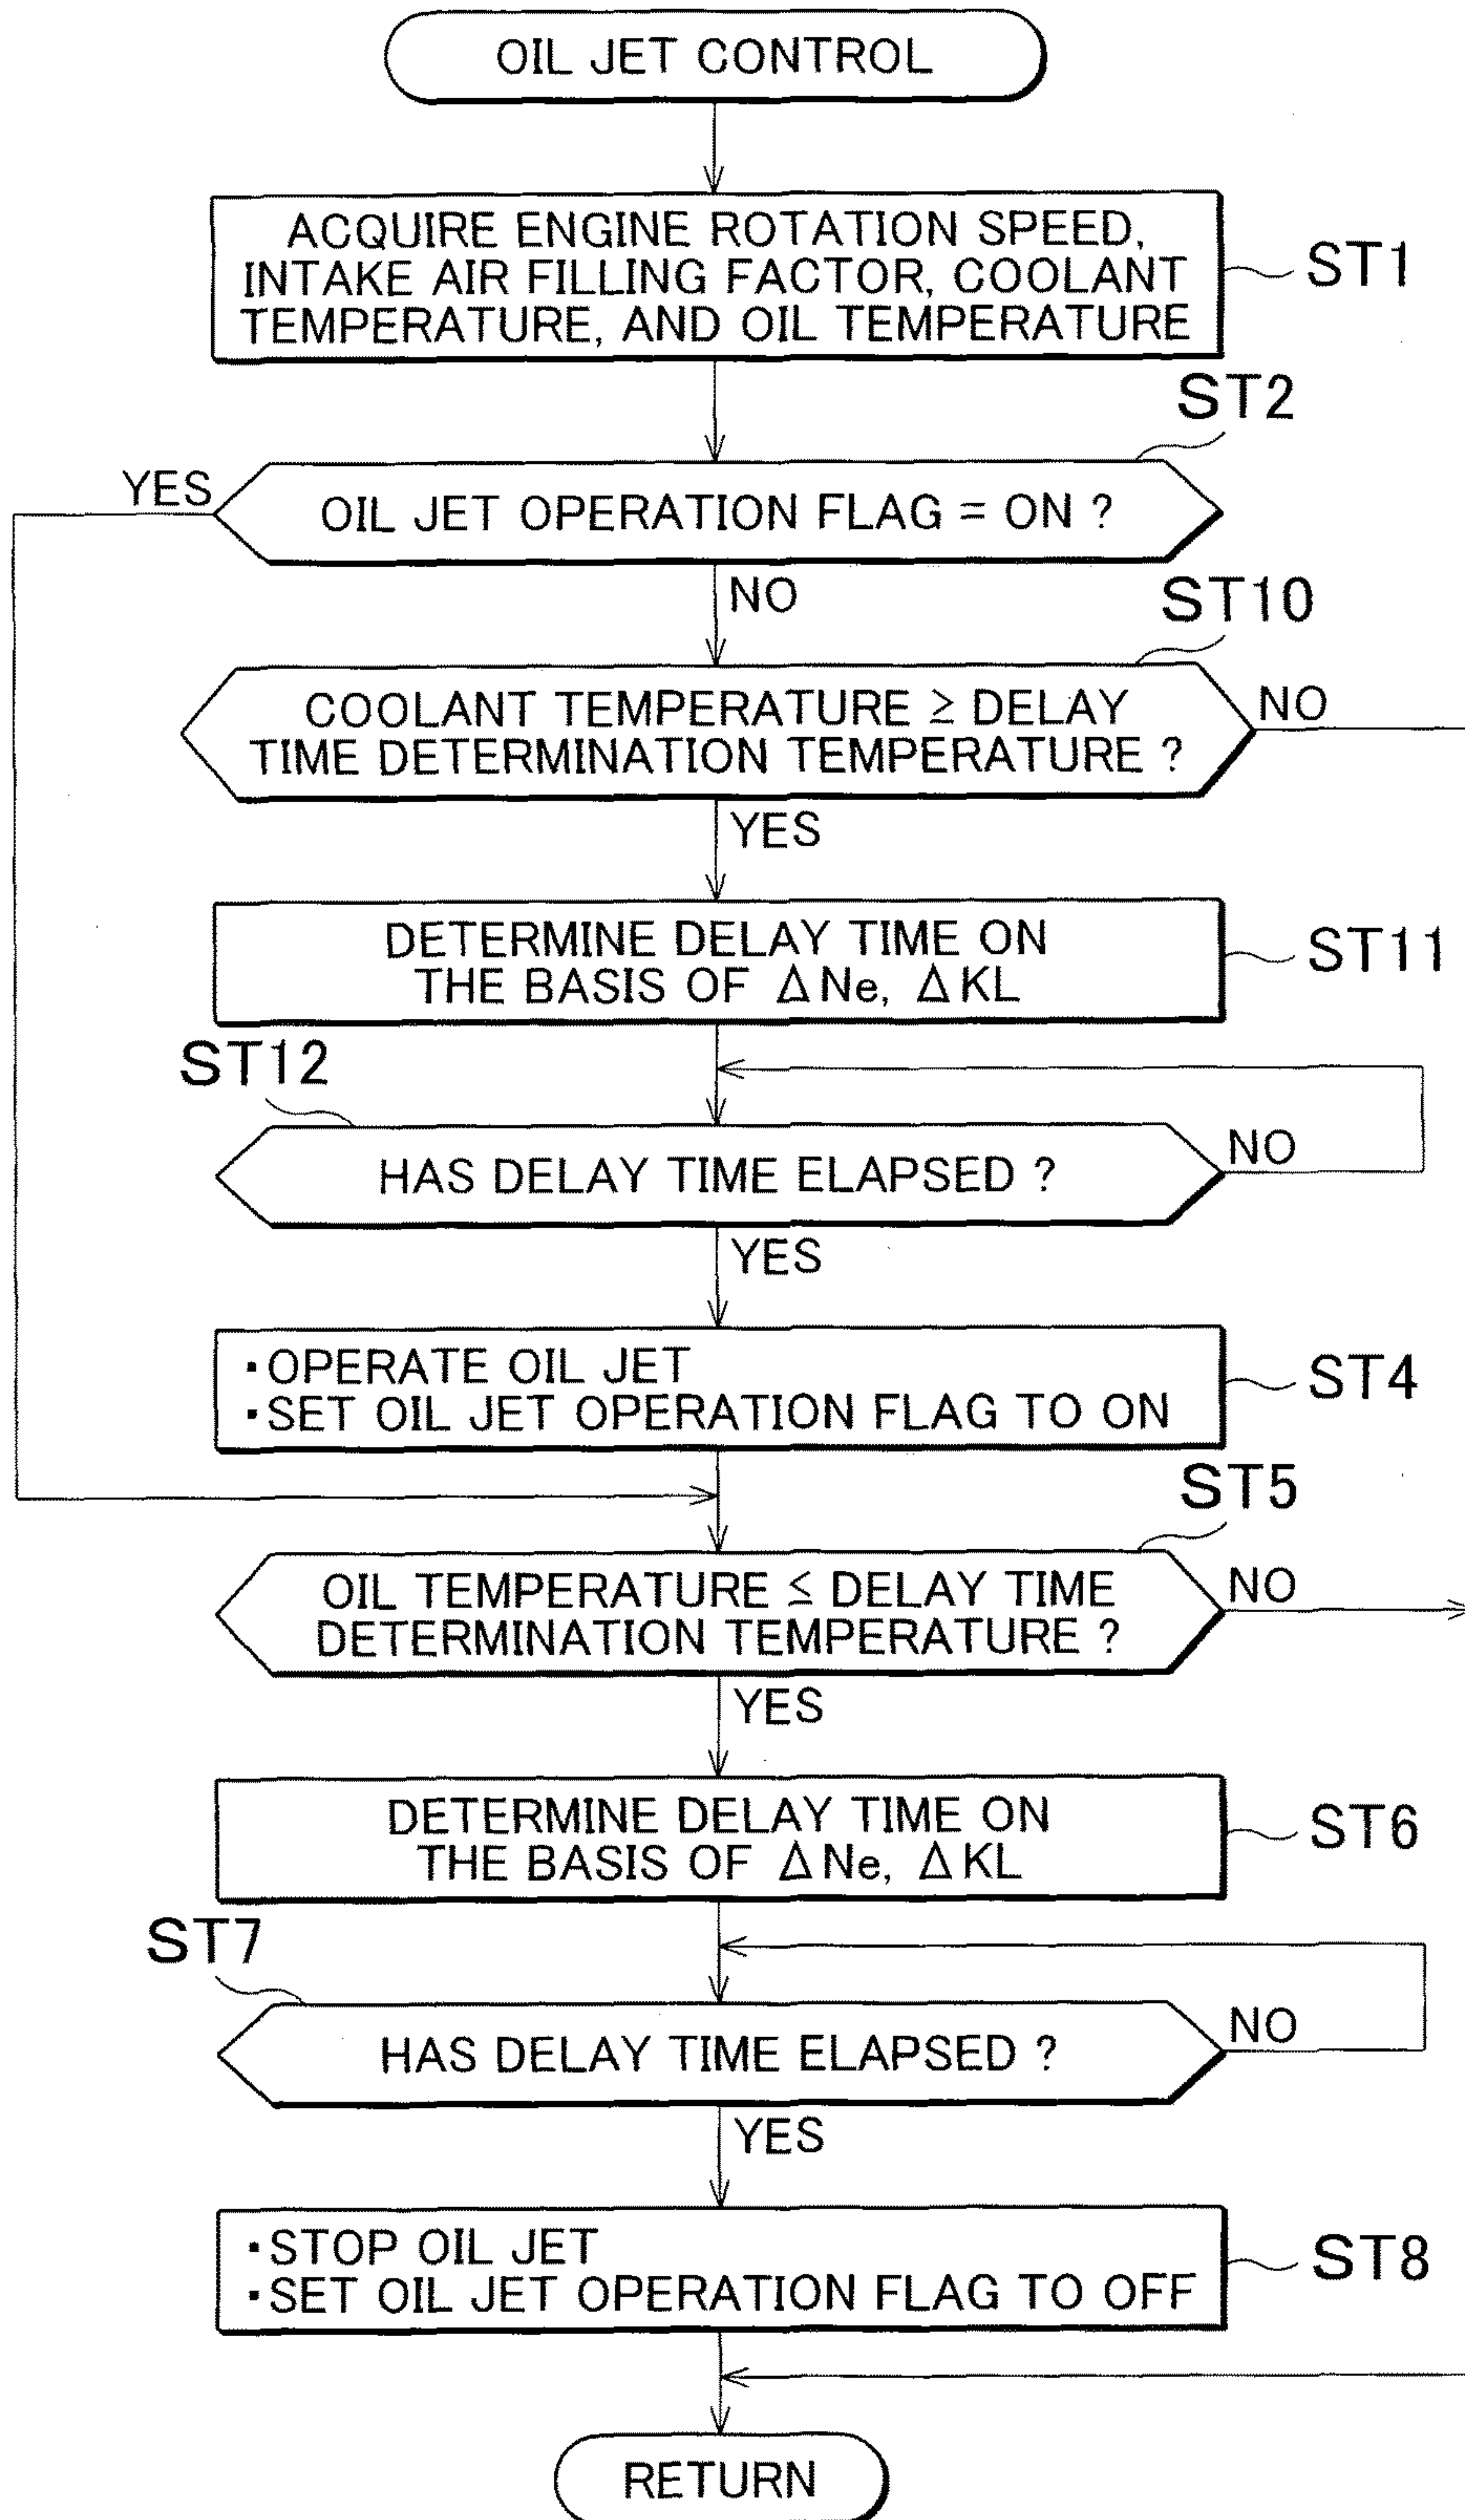 OIL JET CONTROL
ACQUIRE ENGINE ROTATION SPEED,
INTAKE AIR FILLING FACTOR, COOLANT
TEMPERATURE, AND OIL TEMPERATURE
ST1
ST2
YES
OIL JET OPERATION FLAG = ON ?
NO
ST10
COOLANT TEMPERATURE ≥ DELAY
TIME DETERMINATION TEMPERATURE ?
NO
YES
DETERMINE DELAY TIME ON
THE BASIS OF ΔNe, ΔKL
ST11
ST12
HAS DELAY TIME ELAPSED ?
NO
YES
・OPERATE OIL JET
・SET OIL JET OPERATION FLAG TO ON
ST4
ST5
OIL TEMPERATURE ≤ DELAY TIME
DETERMINATION TEMPERATURE ?
NO
YES
DETERMINE DELAY TIME ON
THE BASIS OF ΔNe, ΔKL
ST6
ST7
HAS DELAY TIME ELAPSED ?
NO
YES
・STOP OIL JET
・SET OIL JET OPERATION FLAG TO OFF
ST8
RETURN